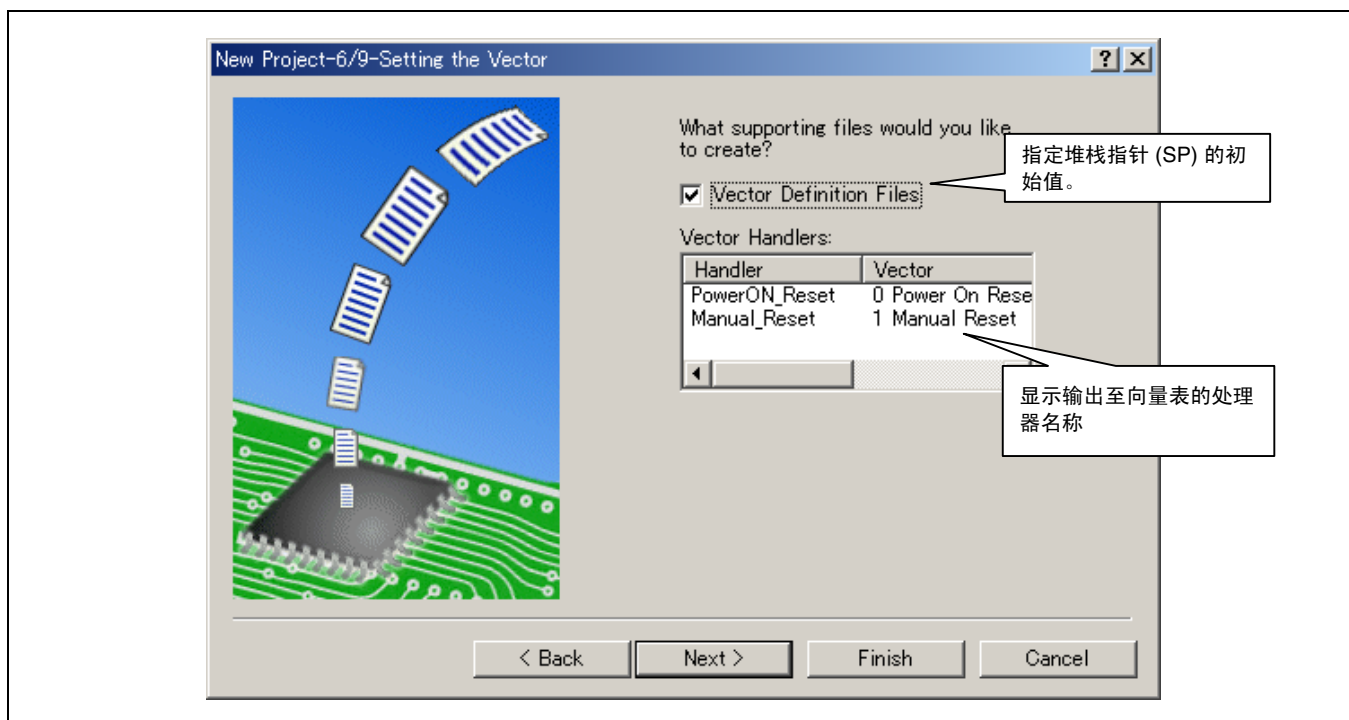 New Project-6/9-Setting the Vector
What supporting files would you like
to create?
指定堆栈指针 (SP) 的初
始值。
Vector Definition Files
Vector Handlers:
Handler Vector
PowerON_Reset 0 Power On Rese
Manual_Reset 1 Manual Reset
显示输出至向量表的处理
器名称
< Back Next > Finish Cancel